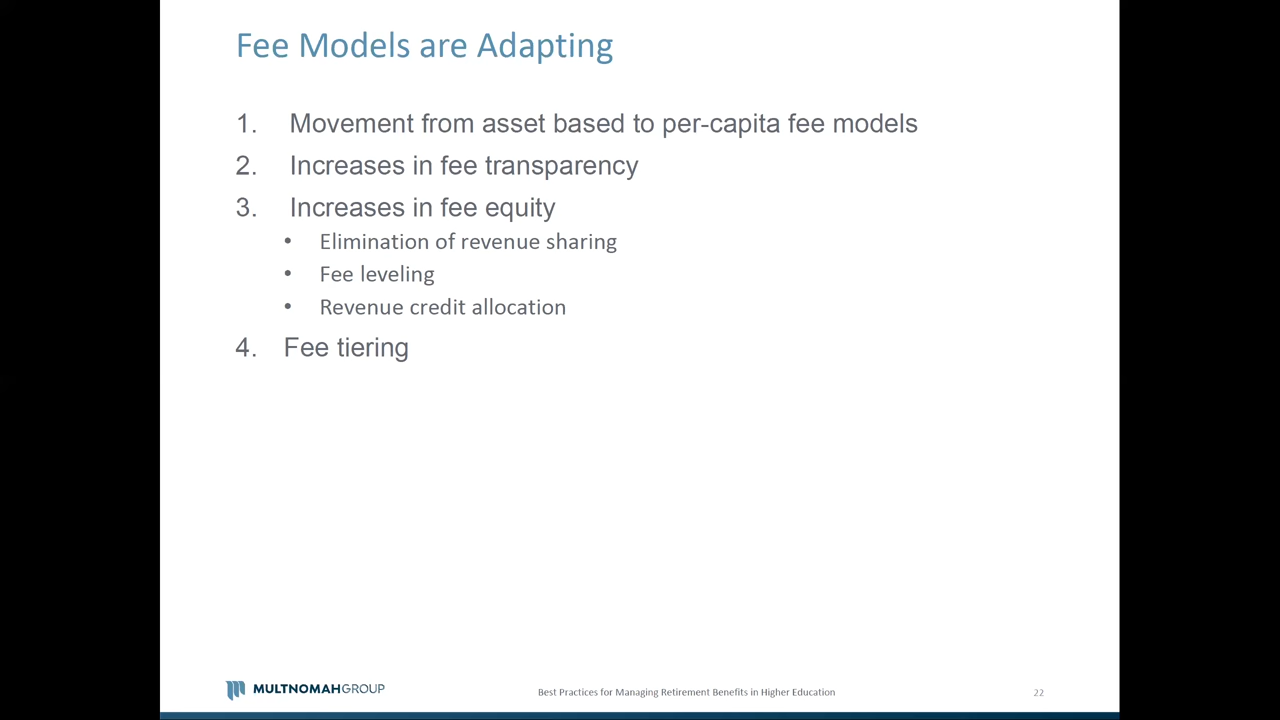 Fee Models are Adapting
1. Movement from asset based to per-capita fee models
2. Increases in fee transparency
3. Increases in fee equity
• Elimination of revenue sharing
• Fee leveling
• Revenue credit allocation
4. Fee tiering
MULTNOMAHGROUP
Best Practices for Managing Retirement Benefits in Higher Education
22